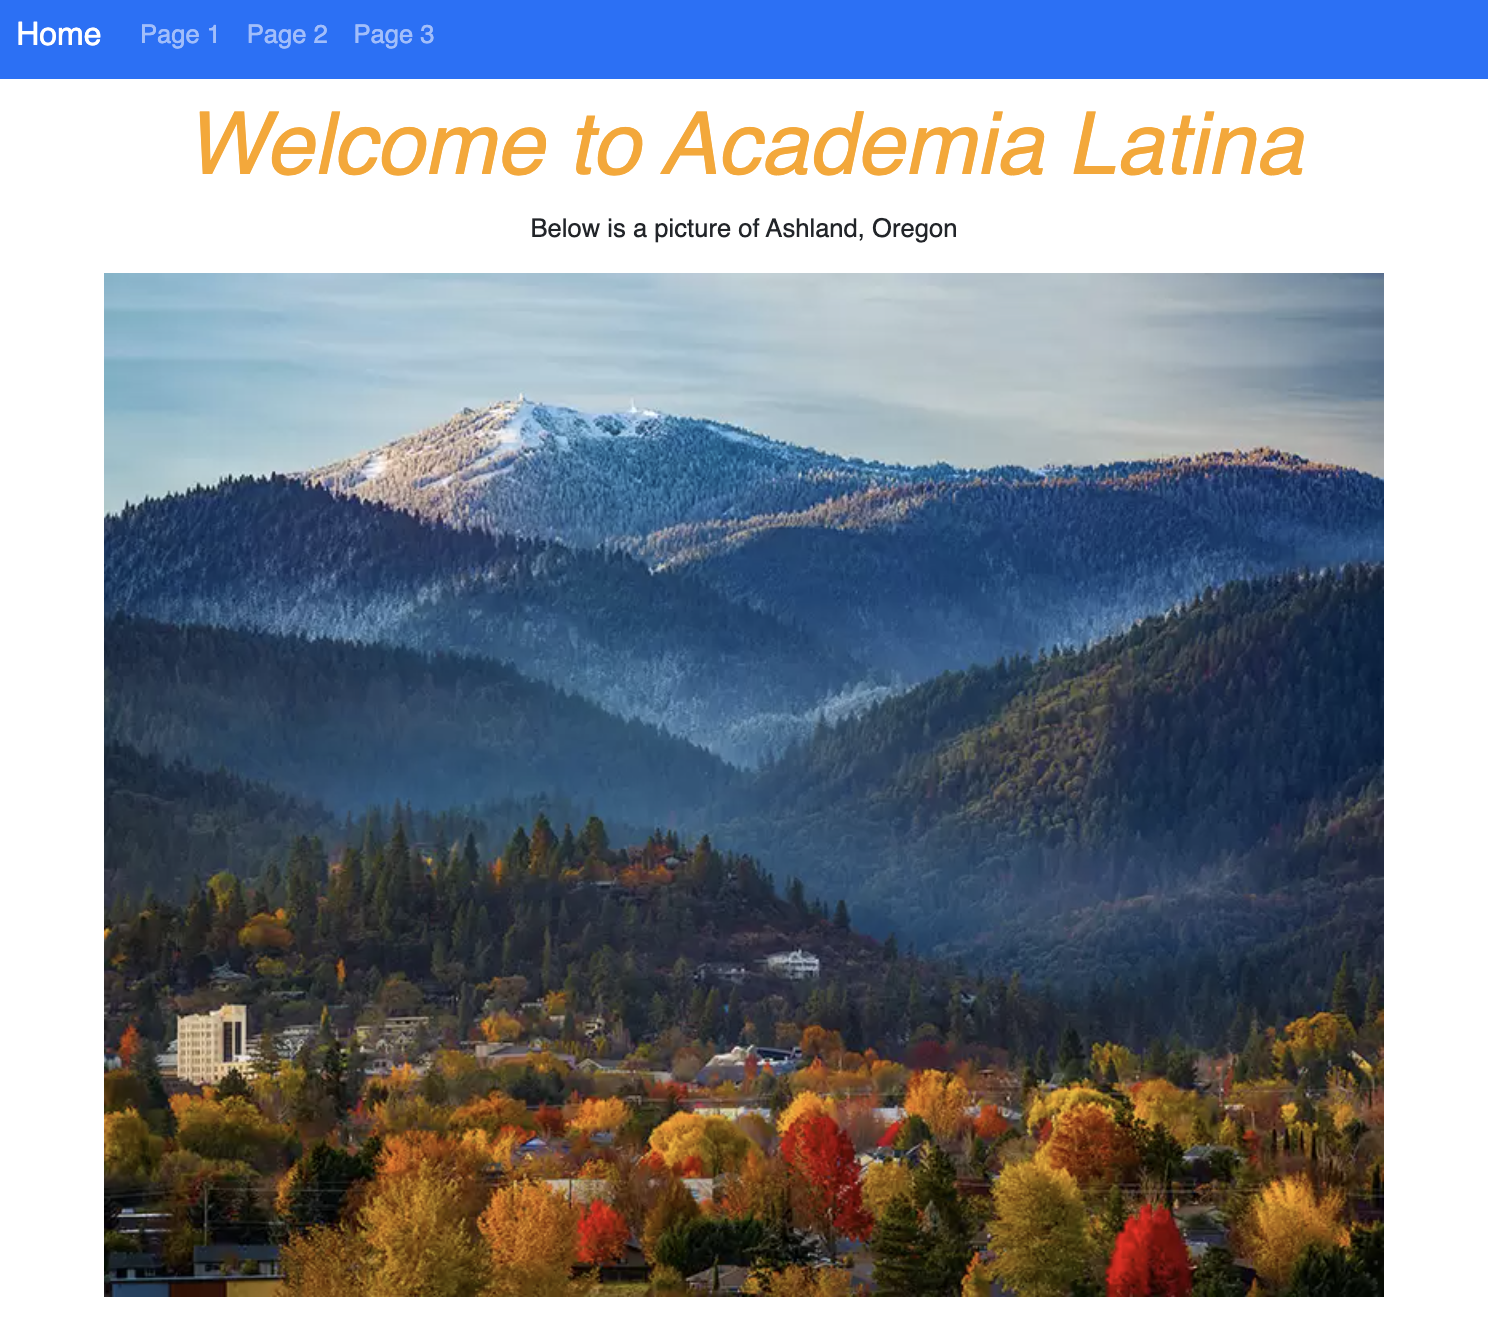 Home Page 1 Page 2 Page 3
Welcome to Academia Latina
Below is a picture of Ashland, Oregon